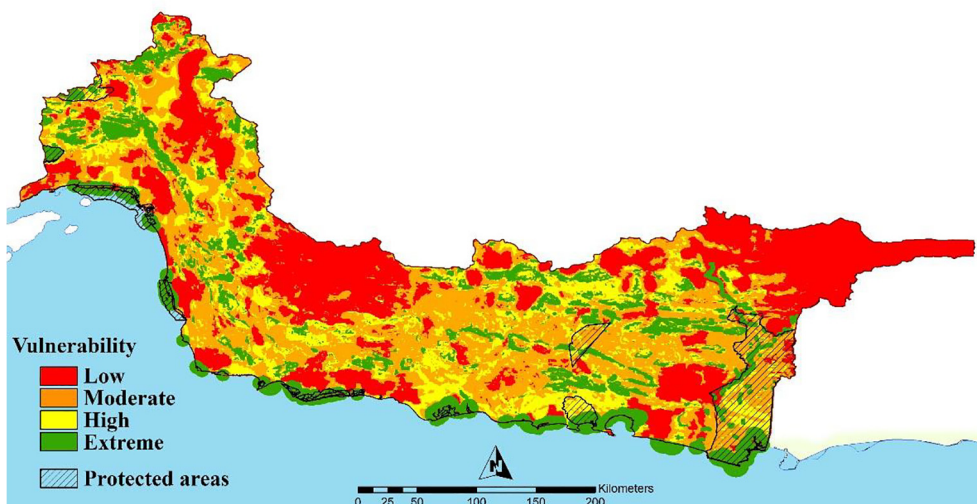 Vulnerability
Low
Moderate
High
Extreme
Protected areas
N
Kilometers
0 25 50 100 150 200